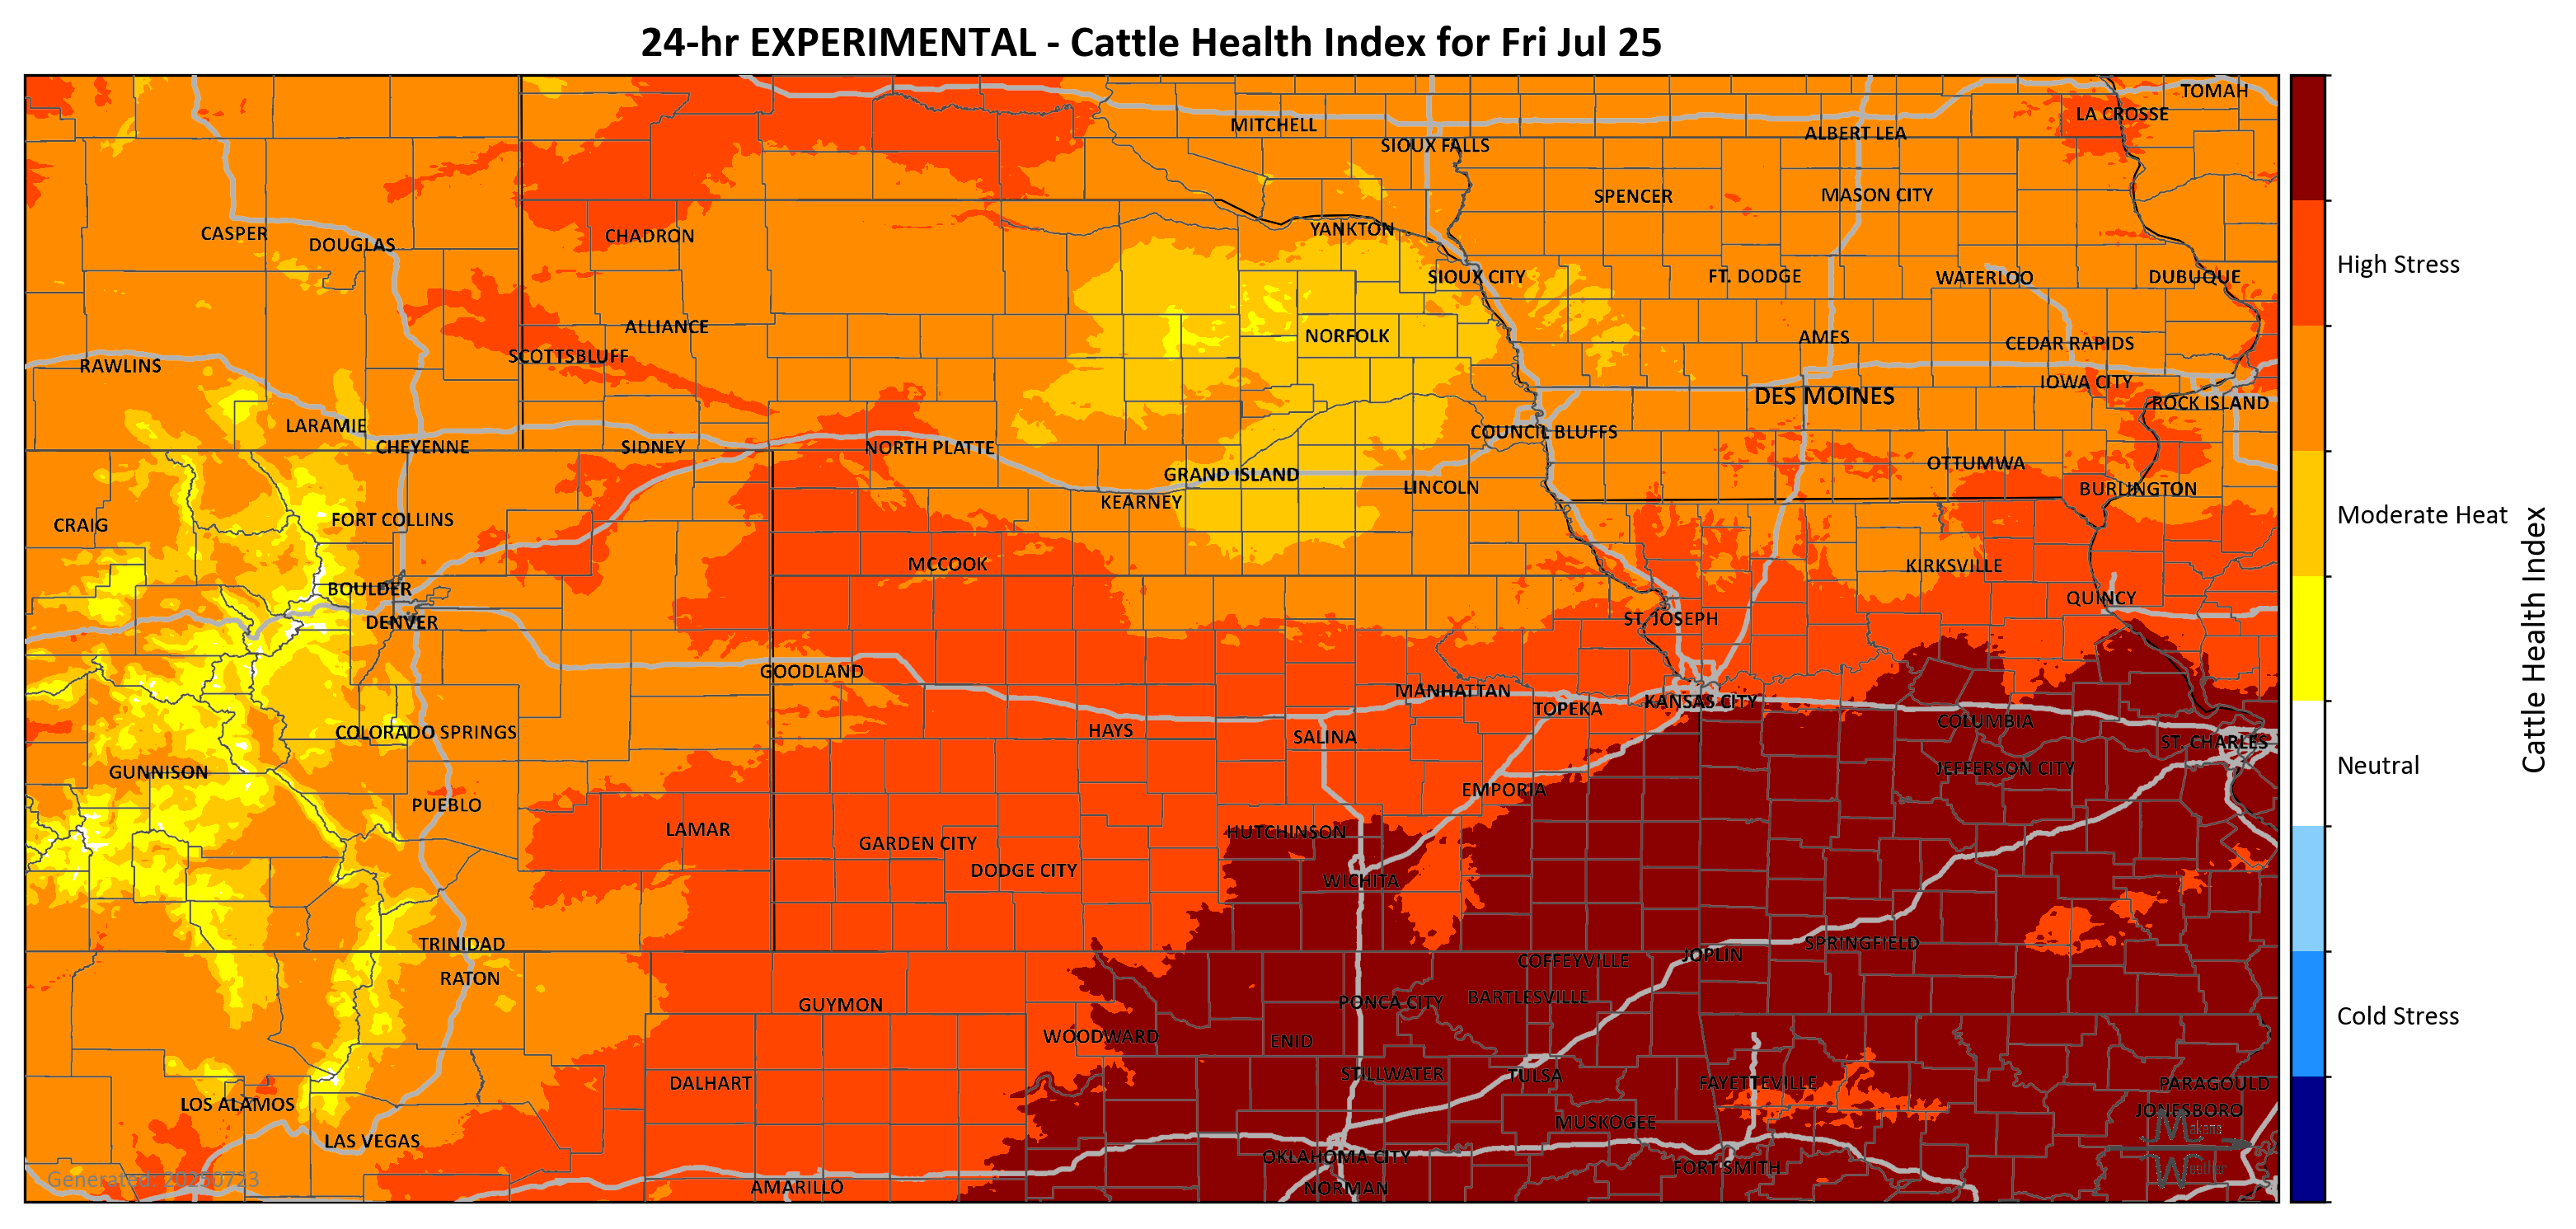 24-hr EXPERIMENTAL - Cattle Health Index for Fri Jul 25
TOMAH
LA CROSSE
MITCHELL
ALBERT LEA
SIOUX FALLS
SPENCER
MASON CITY
CASPER
DOUGLAS
CHADRON
YANKTON
High Stress
SIOUX CITY
FT. DODGE
WATERLOO
DUBUQUE
ALLIANCE
NORFOLK
AMES
CEDAR RAPIDS
SCOTTSBLUFF
RAWLINS
IOWA CITY
DES MOINES
ROCK ISLAND
LARAMIE
COUNCIL BLUFFS
CHEYENNE
SIDNEY
NORTH PLATTE
OTTUMWA
GRAND ISLAND
LINCOLN
BURLINGTON
KEARNEY
Moderate Heat
CRAIG
FORT COLLINS
MCCOOK
KIRKSVILLE
BOULDER
QUINCY
DENVER
ST. JOSEPH
Cattle Health Index
GOODLAND
MANHATTAN
KANSAS CITY
TOPEKA
COLUMBIA
COLORADO SPRINGS
HAYS
SALINA
ST. CHARLES
Neutral
GUNNISON
JEFFERSON CITY
EMPORIA
PUEBLO
LAMAR
HUTCHINSON
GARDEN CITY
DODGE CITY
WICHITA
TRINIDAD
SPRINGFIELD
JOPLIN
COFFEYVILLE
RATON
BARTLESVILLE
PONCA CITY
GUYMON
Cold Stress
WOODWARD
ENID
STILLWATER
TULSA
DALHART
FAYETTEVILLE
PARAGOULD
LOS ALAMOS
JONESBORO
MUSKOGEE
Makens
LAS VEGAS
OKLAHOMA CITY
FORT SMITH
Weather
Generated: 20250723
AMARILLO
NORMAN